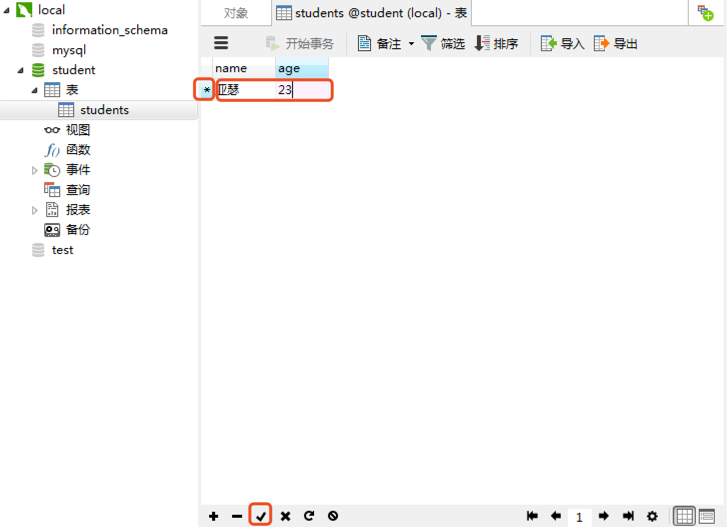 local
information_schema
mysql
student
表
students
视图
函数
事件
查询
报表
备份
test
对象
students @student (local) - 表
开始事务 备注 筛选 排序 导入 导出
name age
亚瑟 23
1